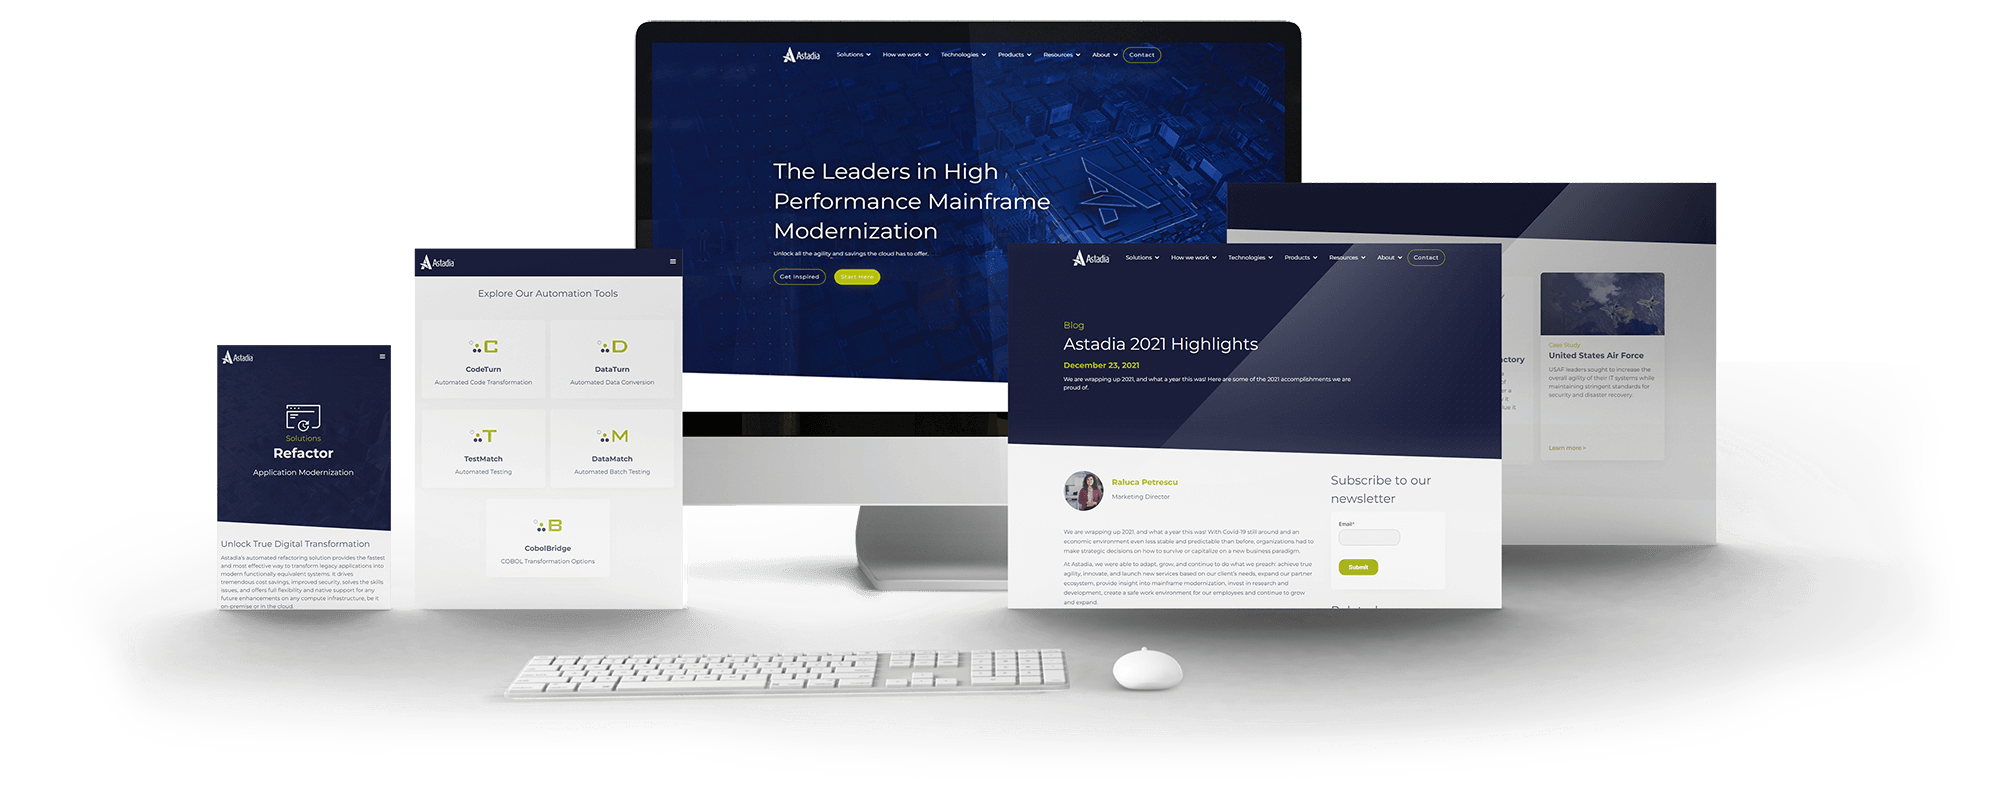 Astadia
Solutions
How we work
Technologies
Products
Resources
About
Contact
The Leaders in High
Performance Mainframe
Modernization
Unlock all the agility and savings the cloud has to offer.
Get Inspired
Start Here
Astadia
Solutions
Refactor
Application Modernization
Unlock True Digital Transformation
Astadia's automated refactoring solution provides the fastest
and most effective way to transform legacy applications into
modern functionally equivalent systems. It drives
tremendous cost savings, improved security, solves the skills
issues, and offers full flexibility and native support for any
future enhancements on any compute infrastructure, be it
on-premise or in the cloud.
Astadia
Explore Our Automation Tools
C
CodeTurn
Automated Code Transformation
D
DataTurn
Automated Data Conversion
T
TestMatch
Automated Testing
M
DataMatch
Automated Batch Testing
B
CobolBridge
COBOL Transformation Options
Astadia
Solutions
How we work
Technologies
Products
Resources
About
Contact
Blog
Astadia 2021 Highlights
December 23, 2021
We are wrapping up 2021, and what a year this was! Here are some of the 2021 accomplishments we are
proud of.
Raluca Petrescu
Marketing Director
We are wrapping up 2021, and what a year this was! With Covid-19 still around and an
economic environment even less stable and predictable than before, organizations had to
make strategic decisions on how to survive or capitalize on a new business paradigm.
At Astadia, we were able to adapt, grow, and continue to do what we preach: achieve true
agility, innovate, and launch new services based on our client's needs, expand our partner
ecosystem, provide insight into mainframe modernization, invest in research and
development, create a safe work environment for our employees and continue to grow
and expand.
Subscribe to our
newsletter
Email*
Submit
actory
s of
er a
w it
lue it
Case Study
United States Air Force
USAF leaders sought to increase the
overall agility of their IT systems while
maintaining stringent standards for
security and disaster recovery.
Learn more >